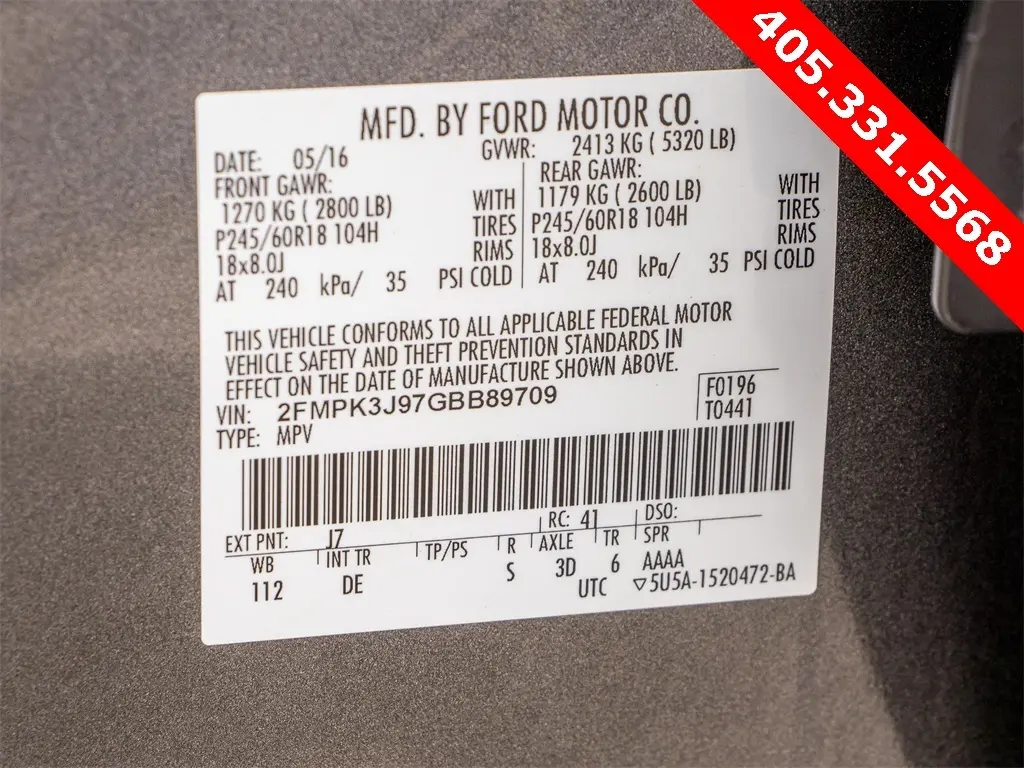 405.331.5568
MFD. BY FORD MOTOR CO.
DATE: 05/16 GVWR: 2413 KG ( 5320 LB)
FRONT GAWR: REAR GAWR:
1270 KG ( 2800 LB) WITH 1179 KG ( 2600 LB) WITH
P245/60R18 104H TIRES P245/60R18 104H TIRES
18x8.0J RIMS 18x8.0J RIMS
AT 240 kPa/ 35 PSI COLD AT 240 kPa/ 35 PSI COLD
THIS VEHICLE CONFORMS TO ALL APPLICABLE FEDERAL MOTOR
VEHICLE SAFETY AND THEFT PREVENTION STANDARDS IN
EFFECT ON THE DATE OF MANUFACTURE SHOWN ABOVE.
VIN: 2FMPK3J97GBB89709 F0196
TYPE: MPV T0441
EXT PNT: J7 RC: 41 DSO:
WB INT TR TP/PS R AXLE TR SPR
112 DE S 3D 6 AAAA
UTC ▽5U5A-1520472-BA